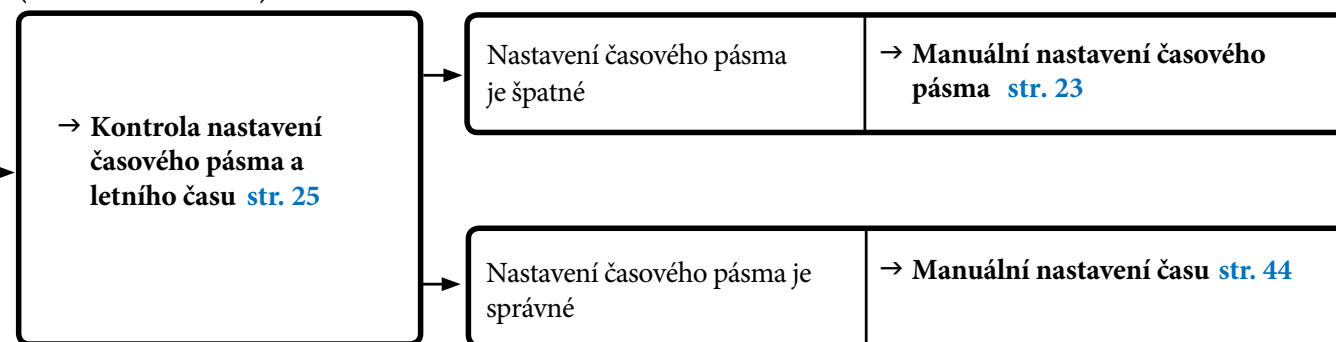 → Kontrola nastavení
časového pásma a
letního času str. 25
Nastavení časového pásma
je špatné
→ Manuální nastavení časového
pásma str. 23
Nastavení časového pásma je
správné
→ Manuální nastavení času str. 44